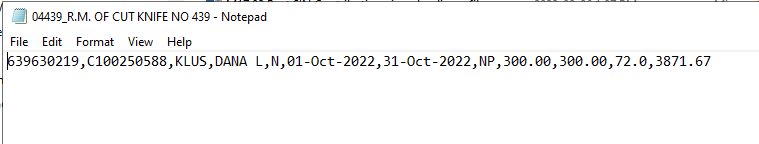 04439_R.M. OF CUT KNIFE NO 439 - Notepad
File Edit Format View Help
639630219,C100250588,KLUS,DANA L,N,01-Oct-2022,31-Oct-2022,NP,300.00,300.00,72.0,3871.67